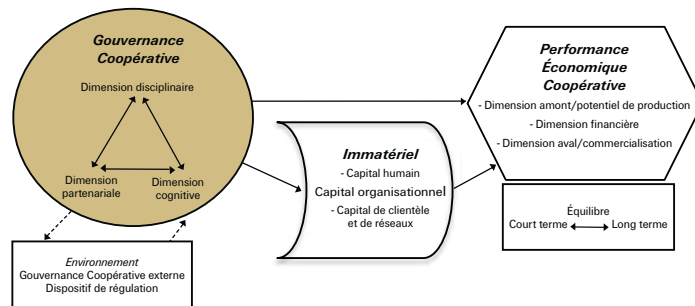 Gouvernance
Coopérative
Dimension disciplinaire
Dimension
partenariale
Dimension
cognitive
Environnement
Gouvernance Coopérative externe
Dispositif de régulation
Immatériel
- Capital humain
Capital organisationnel
- Capital de clientèle
et de réseaux
Performance
Économique
Coopérative
- Dimension amont/potentiel de production
- Dimension financière
- Dimension aval/commercialisation
Équilibre
Court terme
Long terme